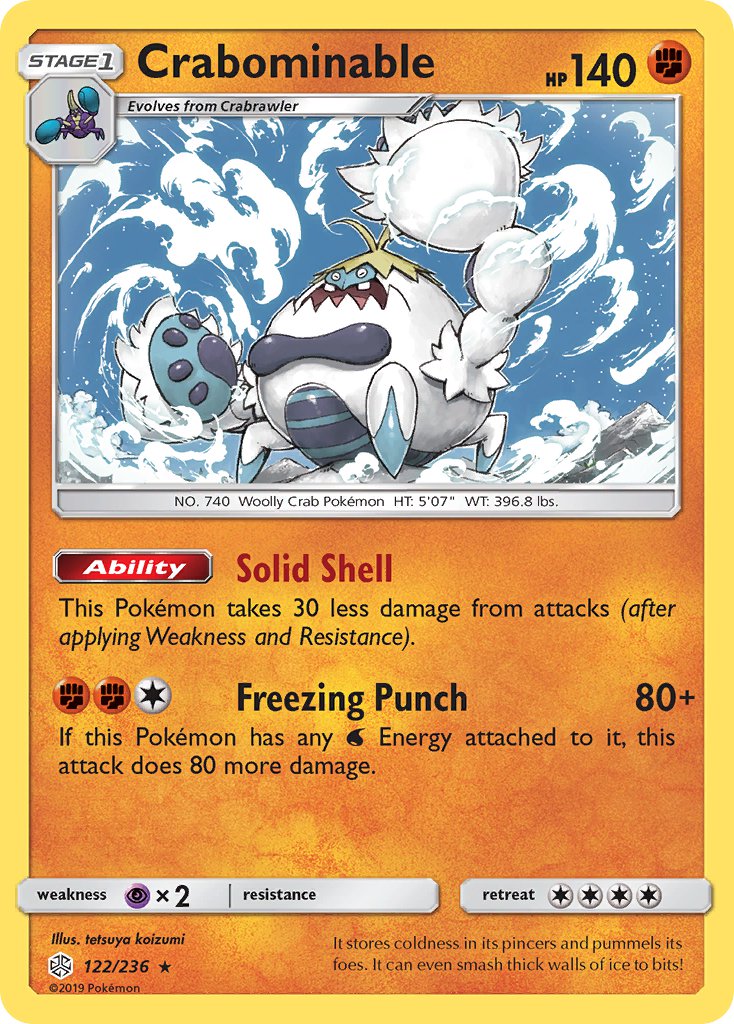 STAGE1 Crabominable HP 140
Evolves from Crabrawler
NO. 740 Woolly Crab Pokémon HT: 5'07" WT: 396.8 lbs.
Ability Solid Shell
This Pokémon takes 30 less damage from attacks (after
applying Weakness and Resistance).
Freezing Punch 80+
If this Pokémon has any Energy attached to it, this
attack does 80 more damage.
weakness ×2 resistance retreat
Illus. tetsuya koizumi
122/236 ★
©2019 Pokémon
It stores coldness in its pincers and pummels its
foes. It can even smash thick walls of ice to bits!